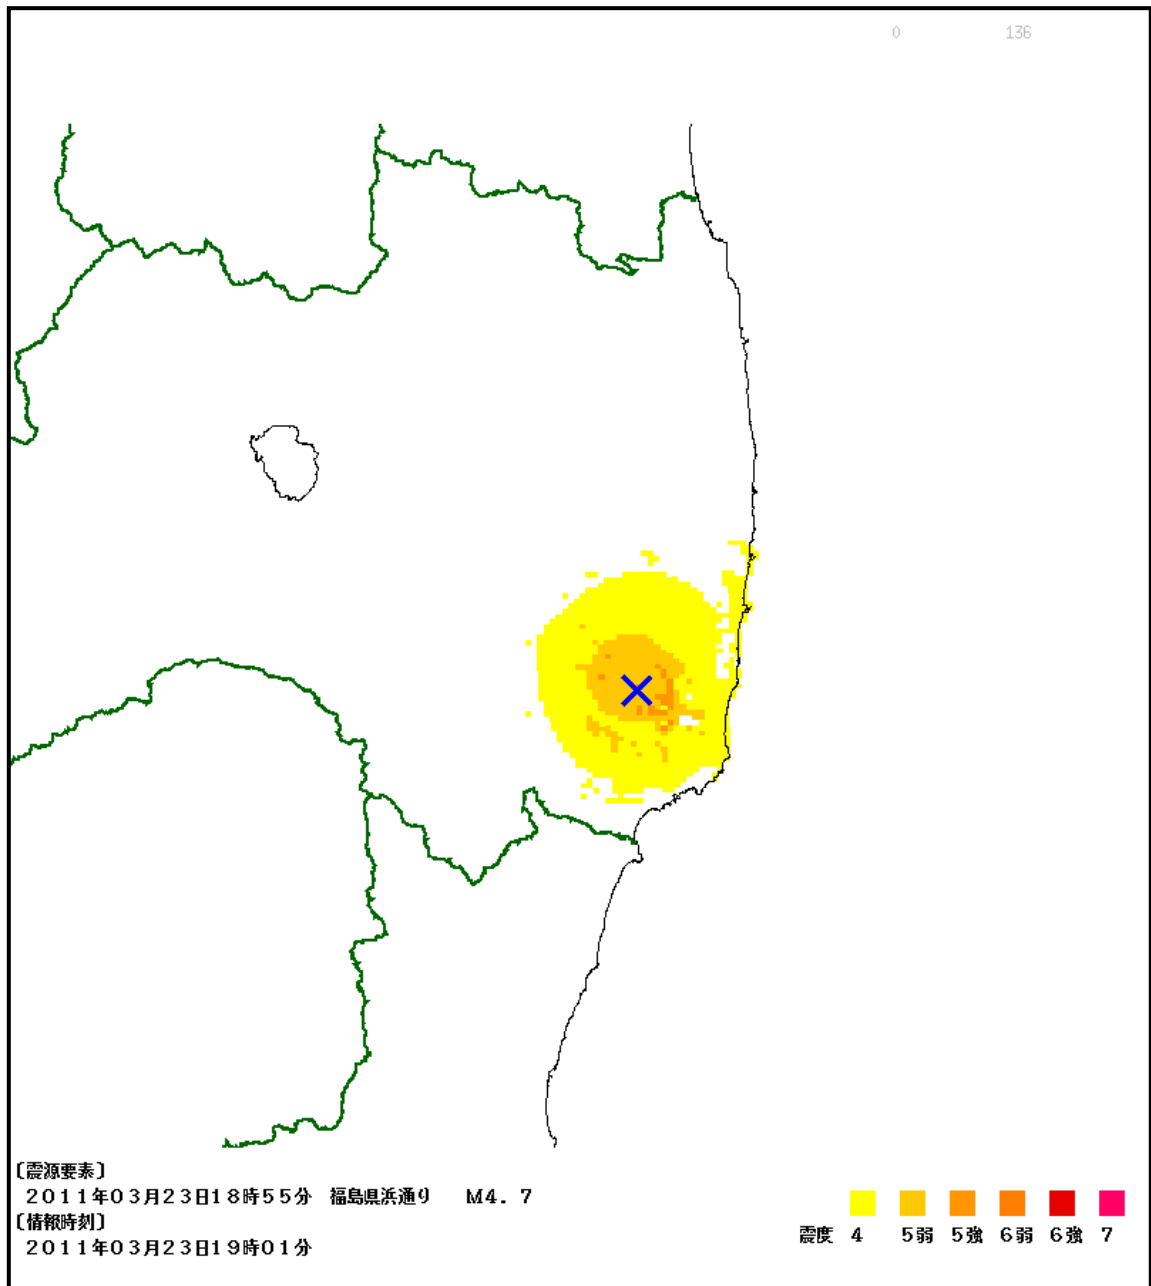 0 136
〔震源要素〕
2011年03月23日18時55分 福島県浜通り M4.7
〔情報時刻〕
2011年03月23日19時01分
震度 4 5弱 5強 6弱 6強 7